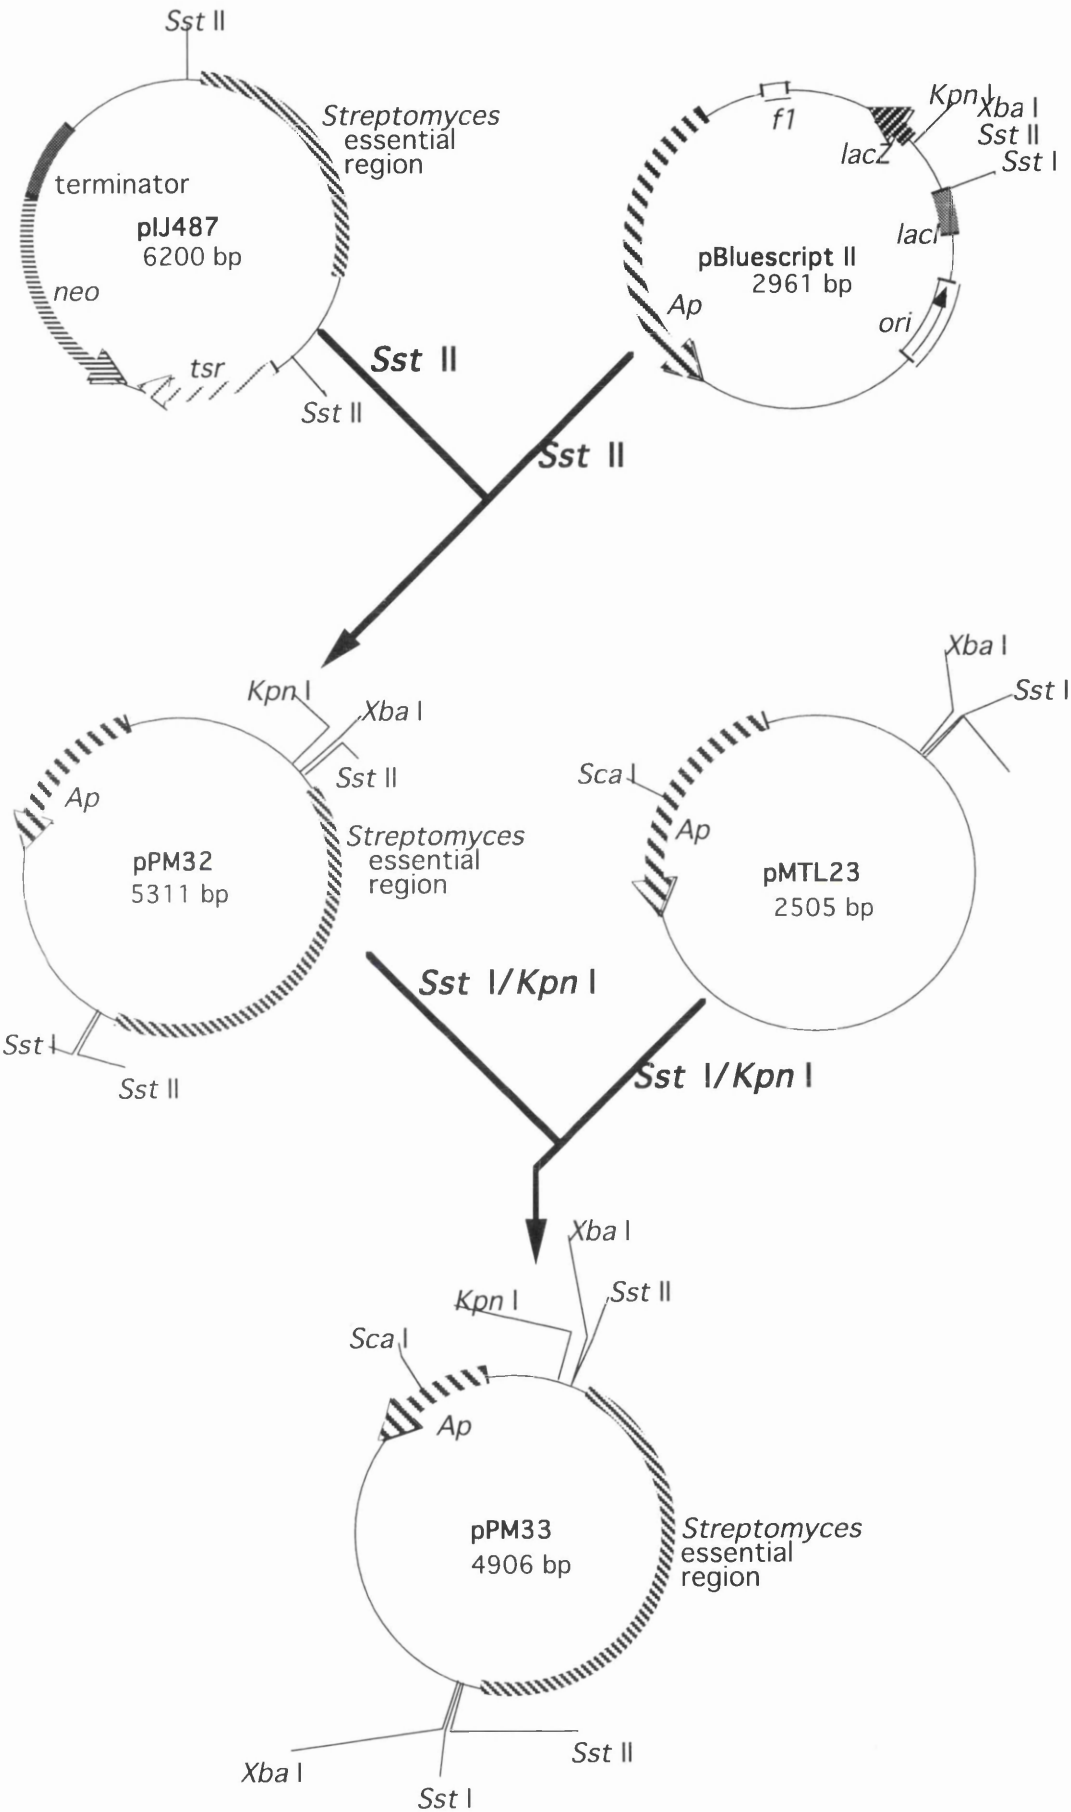 Sst II
Streptomyces
essential
region
terminator
pIJ487
6200 bp
neo
tsr
Sst II
f1
Kpn I
Xba I
Sst II
Sst I
lacZ
lacI
pBluescript II
2961 bp
Ap
ori
Sst II
Sst II
Kpn I
Xba I
Sst II
Ap
Streptomyces
essential
region
pPM32
5311 bp
Sst I
Sst II
Xba I
Sst I
Sca I
Ap
pMTL23
2505 bp
Sst I/Kpn I
Sst I/Kpn I
Xba I
Kpn I
Sst II
Sca I
Ap
pPM33
4906 bp
Streptomyces
essential
region
Xba I
Sst I
Sst II